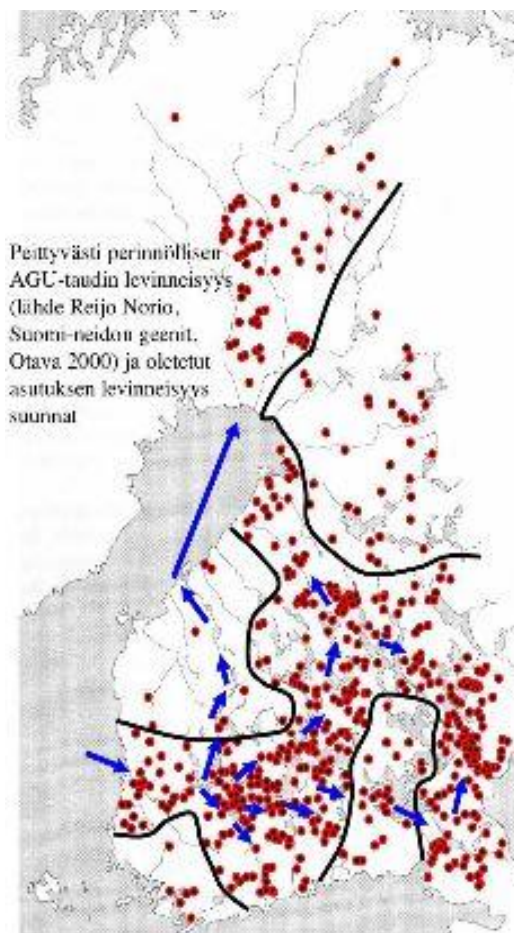 Peittyvästi perinnöllisen
AGU-taudin levinneisyys
(lähde Reijo Norio,
Suomi-neidon geenit,
Otava 2000) ja oletetut
asutuksen levinneisyys
suunnat